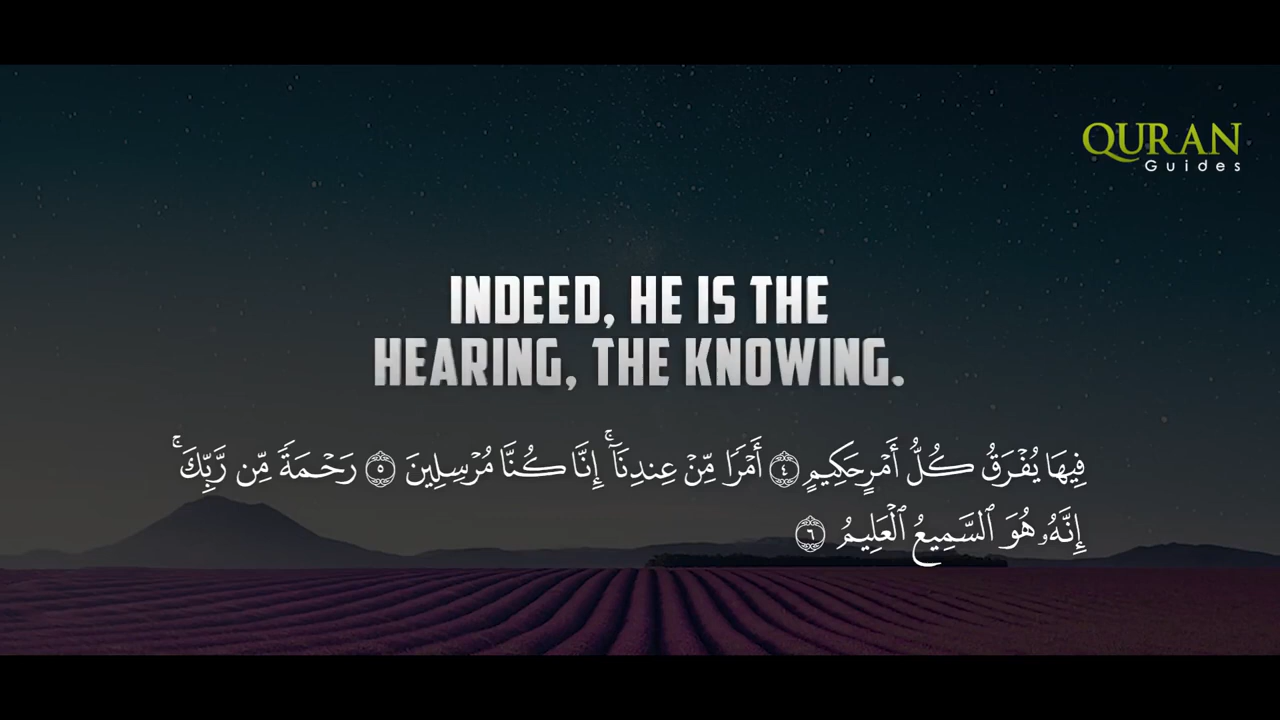 QURAN
Guides
INDEED, HE IS THE
HEARING, THE KNOWING.
فِيهَا يُفْرَقُ كُلُّ أَمْرٍ حَكِيمٍ ٤ أَمْرًا مِّنْ عِندِنَآ ۚ إِنَّا كُنَّا مُرْسِلِينَ ٥ رَحْمَةً مِّن رَّبِّكَ ۚ
إِنَّهُۥ هُوَ ٱلسَّمِيعُ ٱلْعَلِيمُ ٦